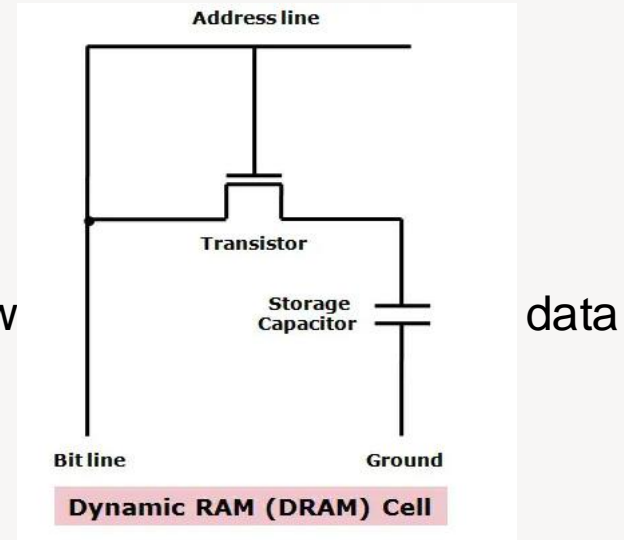 Address line
Transistor
Storage
Capacitor
data
Bit line
Ground
Dynamic RAM (DRAM) Cell